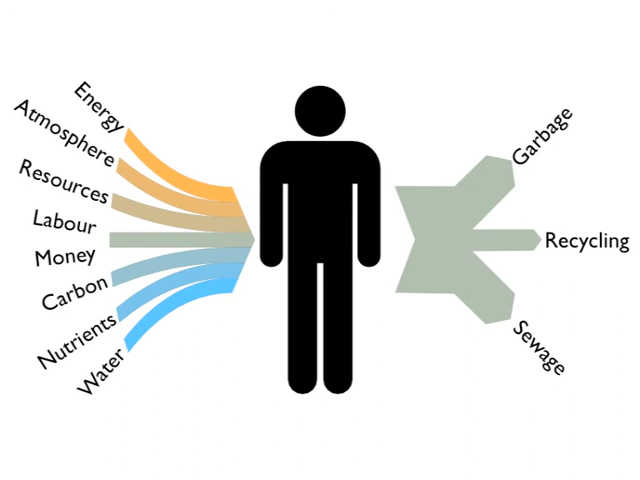 Energy
Atmosphere
Resources
Labour
Money
Carbon
Nutrients
Water
Garbage
Recycling
Sewage